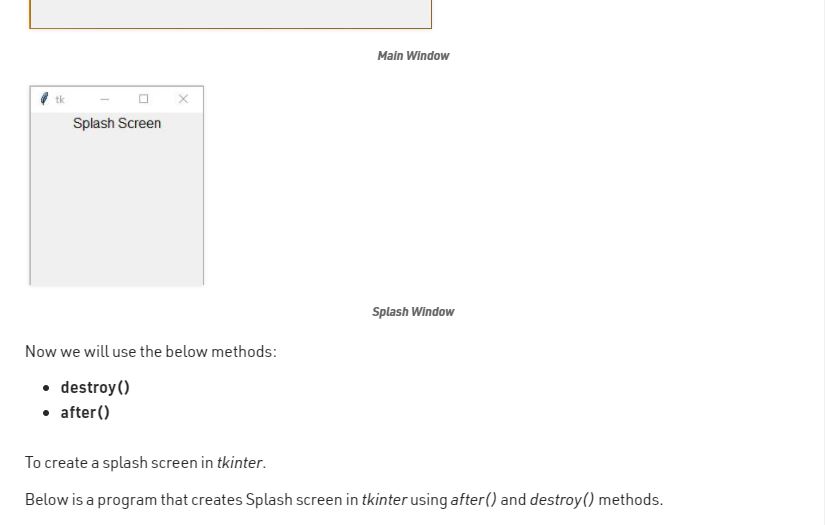 Main Window
tk
Splash Screen
Splash Window
Now we will use the below methods:
destroy()
after()
To create a splash screen in tkinter.
Below is a program that creates Splash screen in tkinter using after() and destroy() methods.